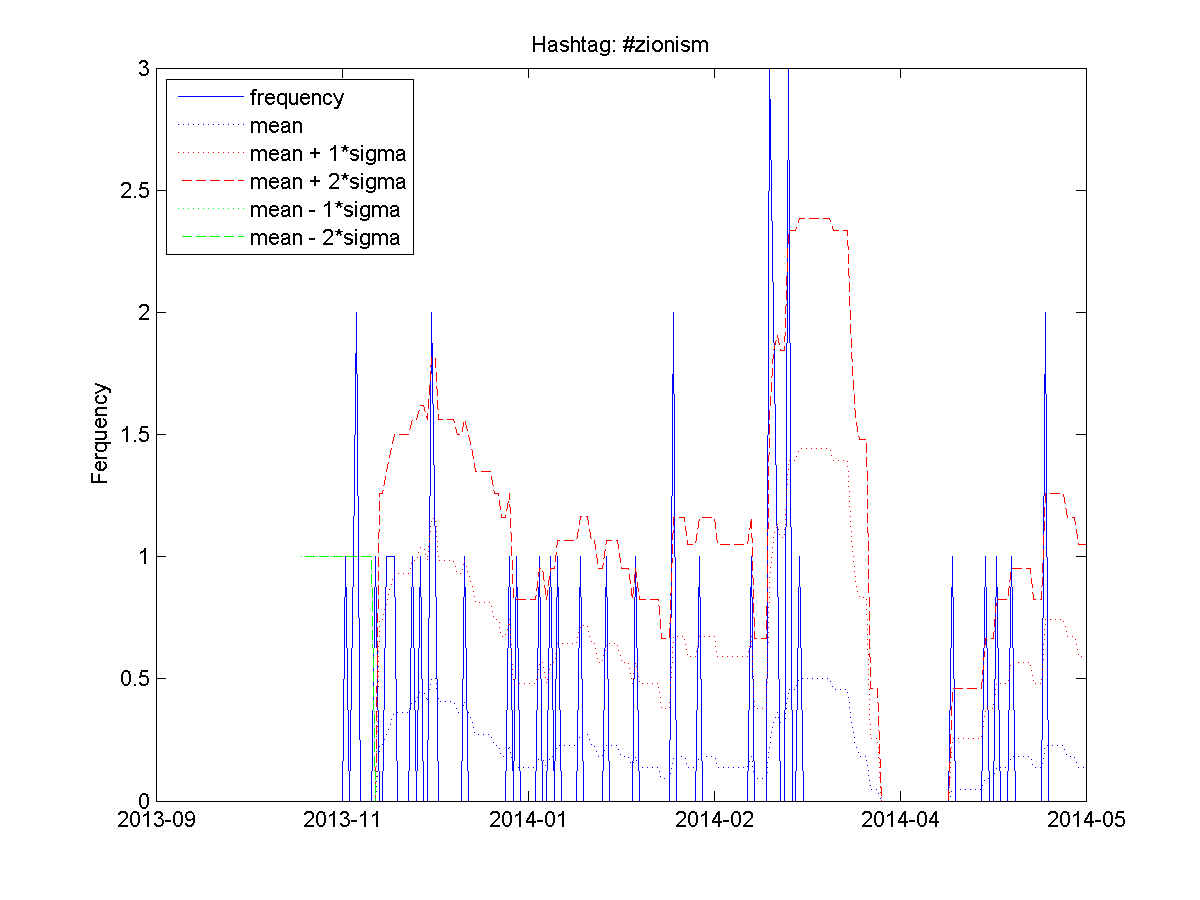 Hashtag: #zionism
3
2.5
2
1.5
1
0.5
0
Ferquency
frequency
mean
mean + 1*sigma
mean + 2*sigma
mean - 1*sigma
mean - 2*sigma
2013-09 2013-11 2014-01 2014-02 2014-04 2014-05